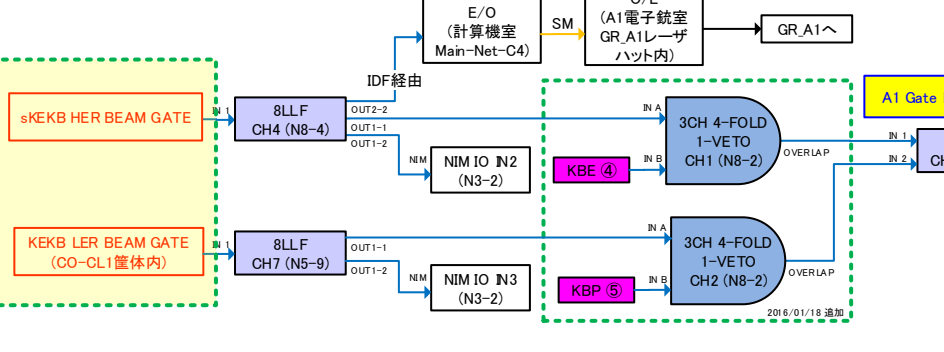 E/O
(計算機室
Main-Net-C4)
SM
(A1電子銃室
GR_A1レーザ
ハット内)
GR_A1へ
IDF経由
sKEKB HER BEAM GATE
IN 1
8LLF
CH4 (N8-4)
OUT2-2
OUT1-1
OUT1-2
NIM
NIM IO IN2
(N3-2)
IN A
KBE ④
IN B
3CH 4-FOLD
1-VETO
CH1 (N8-2)
OVERLAP
A1 Gate
IN 1
IN 2
KEKB LER BEAM GATE
(CO-CL1筐体内)
IN 1
8LLF
CH7 (N5-9)
OUT1-1
OUT1-2
NIM
NIM IO IN3
(N3-2)
IN A
KBP ⑤
IN B
3CH 4-FOLD
1-VETO
CH2 (N8-2)
OVERLAP
2016/01/18 追加